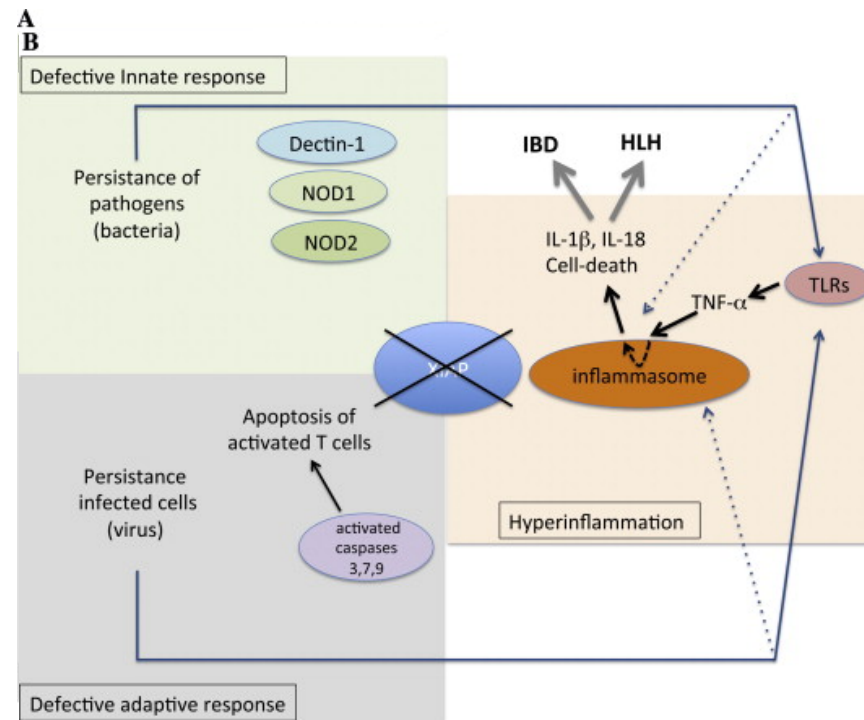 A
B
Defective Innate response
Dectin-1
IBD
HLH
Persistance of
pathogens
(bacteria)
NOD1
NOD2
IL-1β, IL-18
Cell-death
TLRs
TNF-α
XIAP
inflammasome
Apoptosis of
activated T cells
Persistance
infected cells
(virus)
activated
caspases
3,7,9
Hyperinflammation
Defective adaptive response